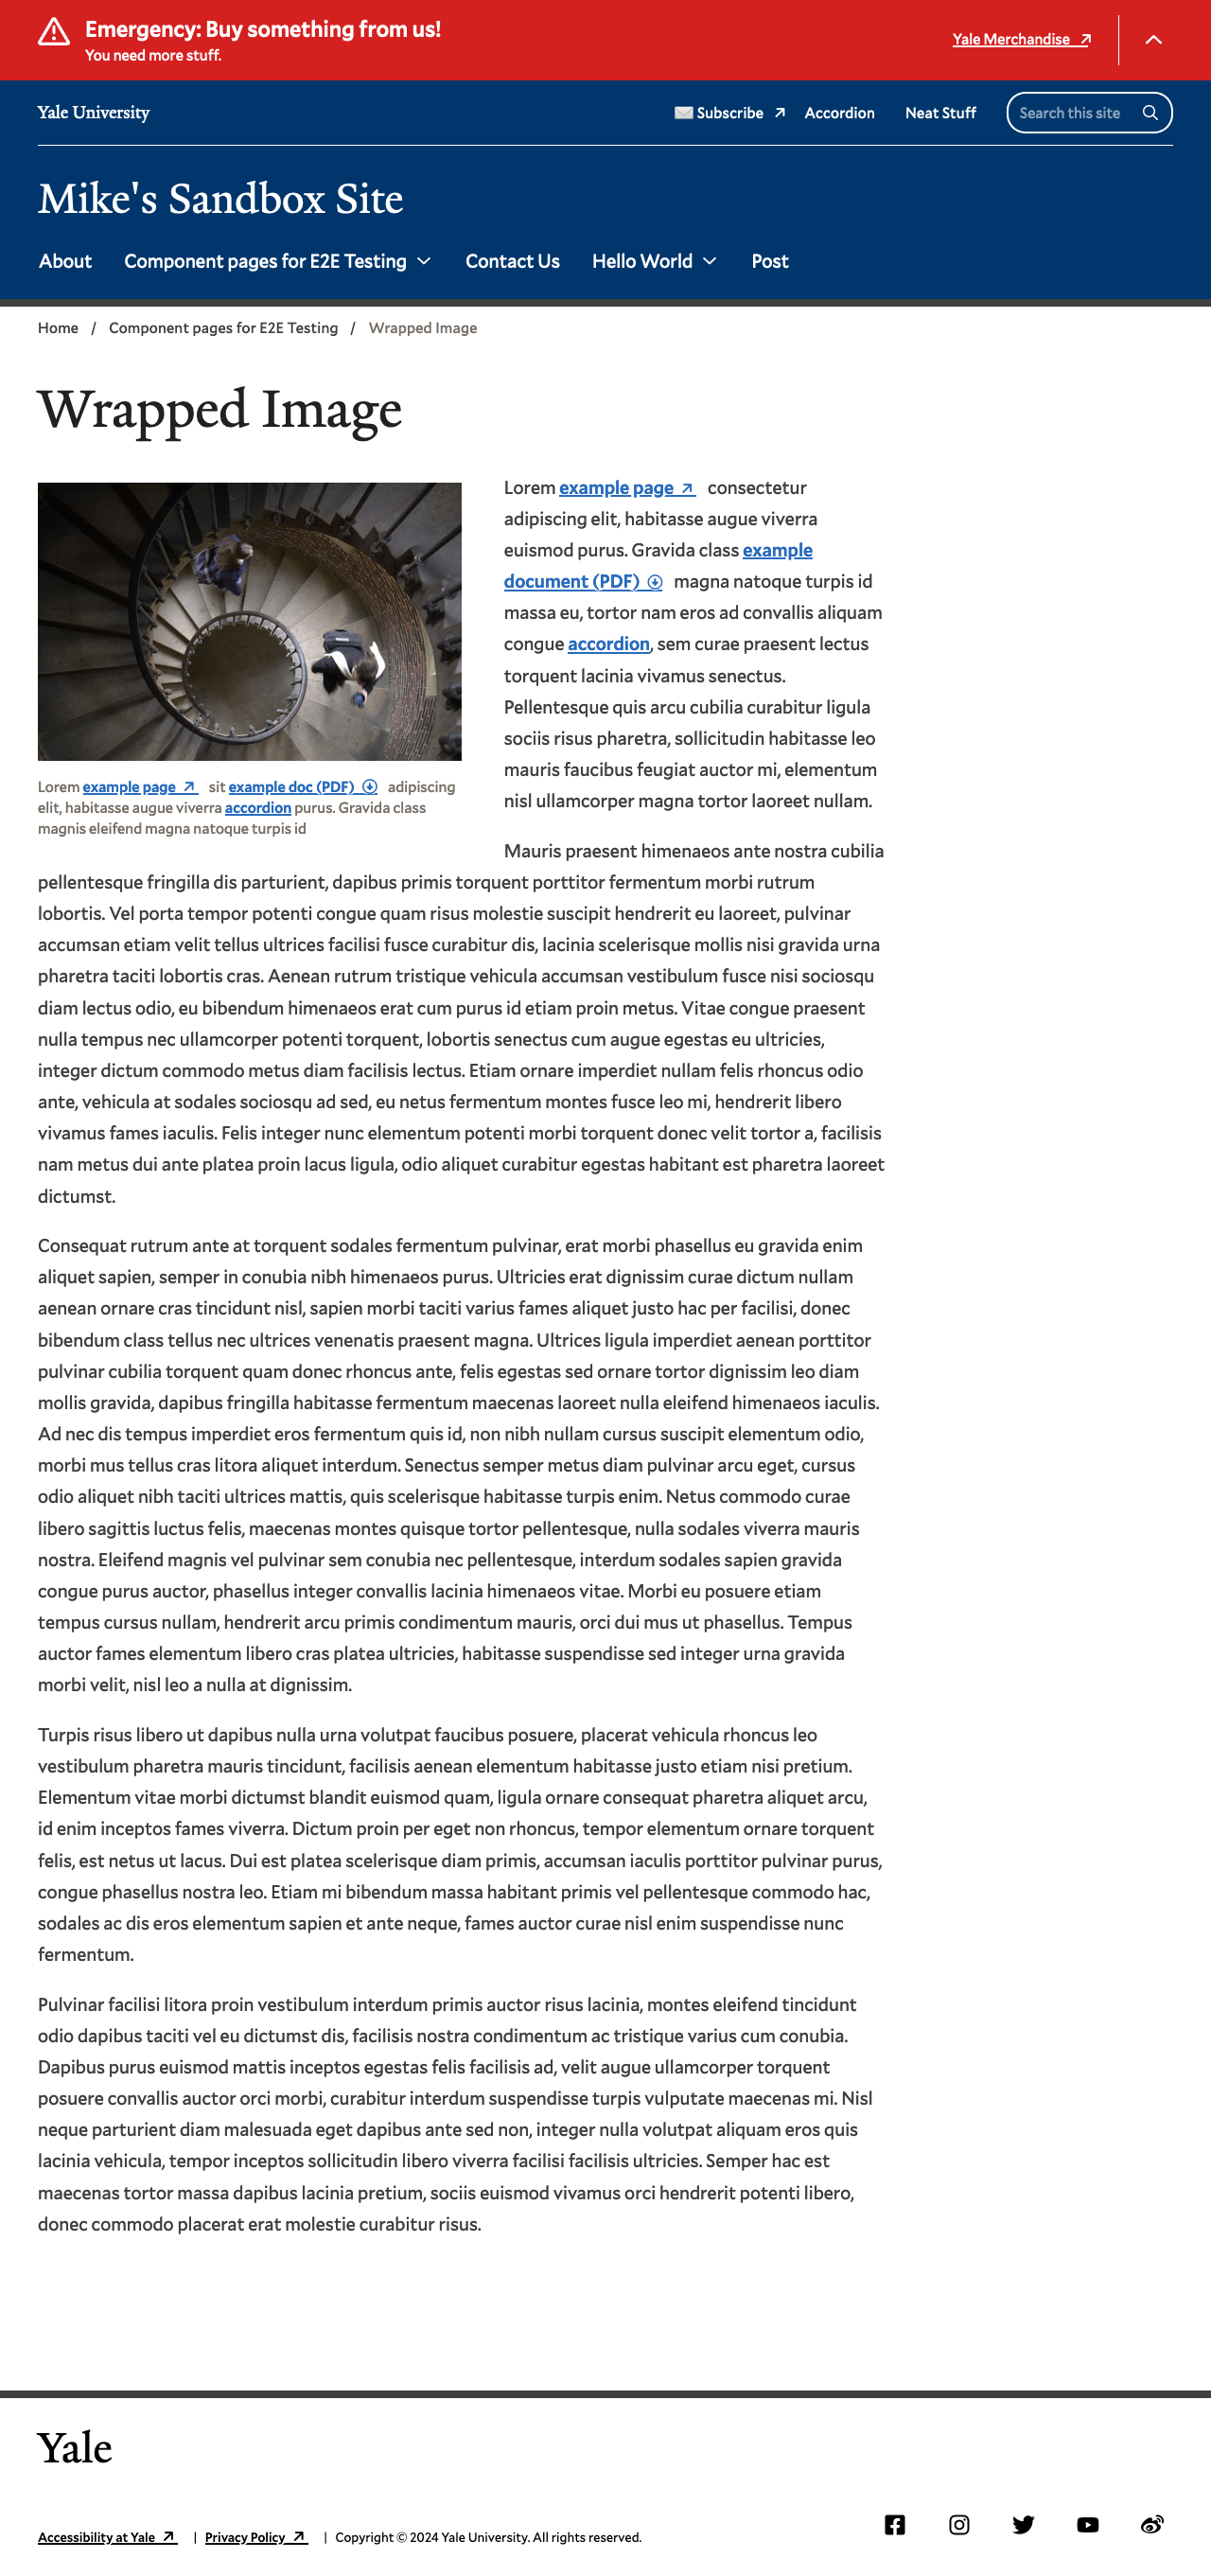 Emergency: Buy something from us!
You need more stuff.
Yale Merchandise
Yale University
Subscribe
Accordion
Neat Stuff
Search this site
Mike's Sandbox Site
About
Component pages for E2E Testing
Contact Us
Hello World
Post
Home / Component pages for E2E Testing / Wrapped Image
Wrapped Image
Lorem example page sit example doc (PDF) adipiscing
elit, habitasse augue viverra accordion purus. Gravida class
magnis eleifend magna natoque turpis id
Lorem example page consectetur
adipiscing elit, habitasse augue viverra
euismod purus. Gravida class example
document (PDF) magna natoque turpis id
massa eu, tortor nam eros ad convallis aliquam
congue accordion, sem curae praesent lectus
torquent lacinia vivamus senectus.
Pellentesque quis arcu cubilia curabitur ligula
sociis risus pharetra, sollicitudin habitasse leo
mauris faucibus feugiat auctor mi, elementum
nisl ullamcorper magna tortor laoreet nullam.
Mauris praesent himenaeos ante nostra cubilia
pellentesque fringilla dis parturient, dapibus primis torquent porttitor fermentum morbi rutrum
lobortis. Vel porta tempor potenti congue quam risus molestie suscipit hendrerit eu laoreet, pulvinar
accumsan etiam velit tellus ultrices facilisi fusce curabitur dis, lacinia scelerisque mollis nisi gravida urna
pharetra taciti lobortis cras. Aenean rutrum tristique vehicula accumsan vestibulum fusce nisi sociosqu
diam lectus odio, eu bibendum himenaeos erat cum purus id etiam proin metus. Vitae congue praesent
nulla tempus nec ullamcorper potenti torquent, lobortis senectus cum augue egestas eu ultricies,
integer dictum commodo metus diam facilisis lectus. Etiam ornare imperdiet nullam felis rhoncus odio
ante, vehicula at sodales sociosqu ad sed, eu netus fermentum montes fusce leo mi, hendrerit libero
vivamus fames iaculis. Felis integer nunc elementum potenti morbi torquent donec velit tortor a, facilisis
nam metus dui ante platea proin lacus ligula, odio aliquet curabitur egestas habitant est pharetra laoreet
dictumst.
Consequat rutrum ante at torquent sodales fermentum pulvinar, erat morbi phasellus eu gravida enim
aliquet sapien, semper in conubia nibh himenaeos purus. Ultricies erat dignissim curae dictum nullam
aenean ornare cras tincidunt nisl, sapien morbi taciti varius fames aliquet justo hac per facilisi, donec
bibendum class tellus nec ultrices venenatis praesent magna. Ultrices ligula imperdiet aenean porttitor
pulvinar cubilia torquent quam donec rhoncus ante, felis egestas sed ornare tortor dignissim leo diam
mollis gravida, dapibus fringilla habitasse fermentum maecenas laoreet nulla eleifend himenaeos iaculis.
Ad nec dis tempus imperdiet eros fermentum quis id, non nibh nullam cursus suscipit elementum odio,
morbi mus tellus cras litora aliquet interdum. Senectus semper metus diam pulvinar arcu eget, cursus
odio aliquet nibh taciti ultrices mattis, quis scelerisque habitasse turpis enim. Netus commodo curae
libero sagittis luctus felis, maecenas montes quisque tortor pellentesque, nulla sodales viverra mauris
nostra. Eleifend magnis vel pulvinar sem conubia nec pellentesque, interdum sodales sapien gravida
congue purus auctor, phasellus integer convallis lacinia himenaeos vitae. Morbi eu posuere etiam
tempus cursus nullam, hendrerit arcu primis condimentum mauris, orci dui mus ut phasellus. Tempus
auctor fames elementum libero cras platea ultricies, habitasse suspendisse sed integer urna gravida
morbi velit, nisl leo a nulla at dignissim.
Turpis risus libero ut dapibus nulla urna volutpat faucibus posuere, placerat vehicula rhoncus leo
vestibulum pharetra mauris tincidunt, facilisis aenean elementum habitasse justo etiam nisi pretium.
Elementum vitae morbi dictumst blandit euismod quam, ligula ornare consequat pharetra aliquet arcu,
id enim inceptos fames viverra. Dictum proin per eget non rhoncus, tempor elementum ornare torquent
felis, est netus ut lacus. Dui est platea scelerisque diam primis, accumsan iaculis porttitor pulvinar purus,
congue phasellus nostra leo. Etiam mi bibendum massa habitant primis vel pellentesque commodo hac,
sodales ac dis eros elementum sapien et ante neque, fames auctor curae nisl enim suspendisse nunc
fermentum.
Pulvinar facilisi litora proin vestibulum interdum primis auctor risus lacinia, montes eleifend tincidunt
odio dapibus taciti vel eu dictumst dis, facilisis nostra condimentum ac tristique varius cum conubia.
Dapibus purus euismod mattis inceptos egestas felis facilisis ad, velit augue ullamcorper torquent
posuere convallis auctor orci morbi, curabitur interdum suspendisse turpis vulputate maecenas mi. Nisl
neque parturient diam malesuada eget dapibus ante sed non, integer nulla volutpat aliquam eros quis
lacinia vehicula, tempor inceptos sollicitudin libero viverra facilisi facilisis ultricies. Semper hac est
maecenas tortor massa dapibus lacinia pretium, sociis euismod vivamus orci hendrerit potenti libero,
donec commodo placerat erat molestie curabitur risus.
Yale
Accessibility at Yale | Privacy Policy | Copyright © 2024 Yale University. All rights reserved.